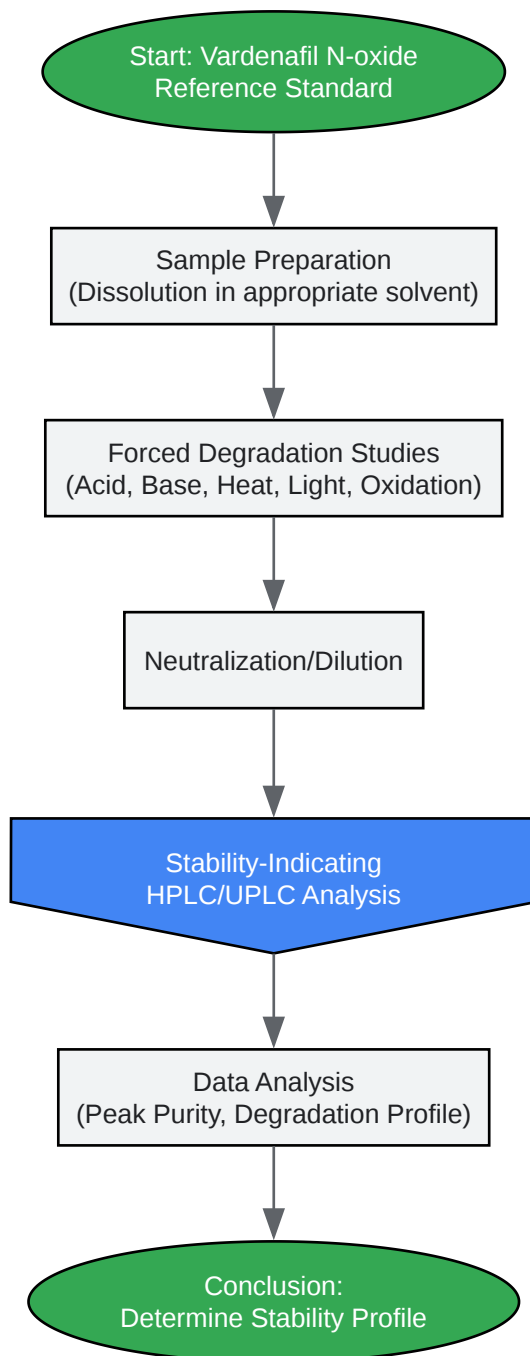 Start: Vardenafil N-oxide
Reference Standard
Sample Preparation
(Dissolution in appropriate solvent)
Forced Degradation Studies
(Acid, Base, Heat, Light, Oxidation)
Neutralization/Dilution
Stability-Indicating
HPLC/UPLC Analysis
Data Analysis
(Peak Purity, Degradation Profile)
Conclusion:
Determine Stability Profile